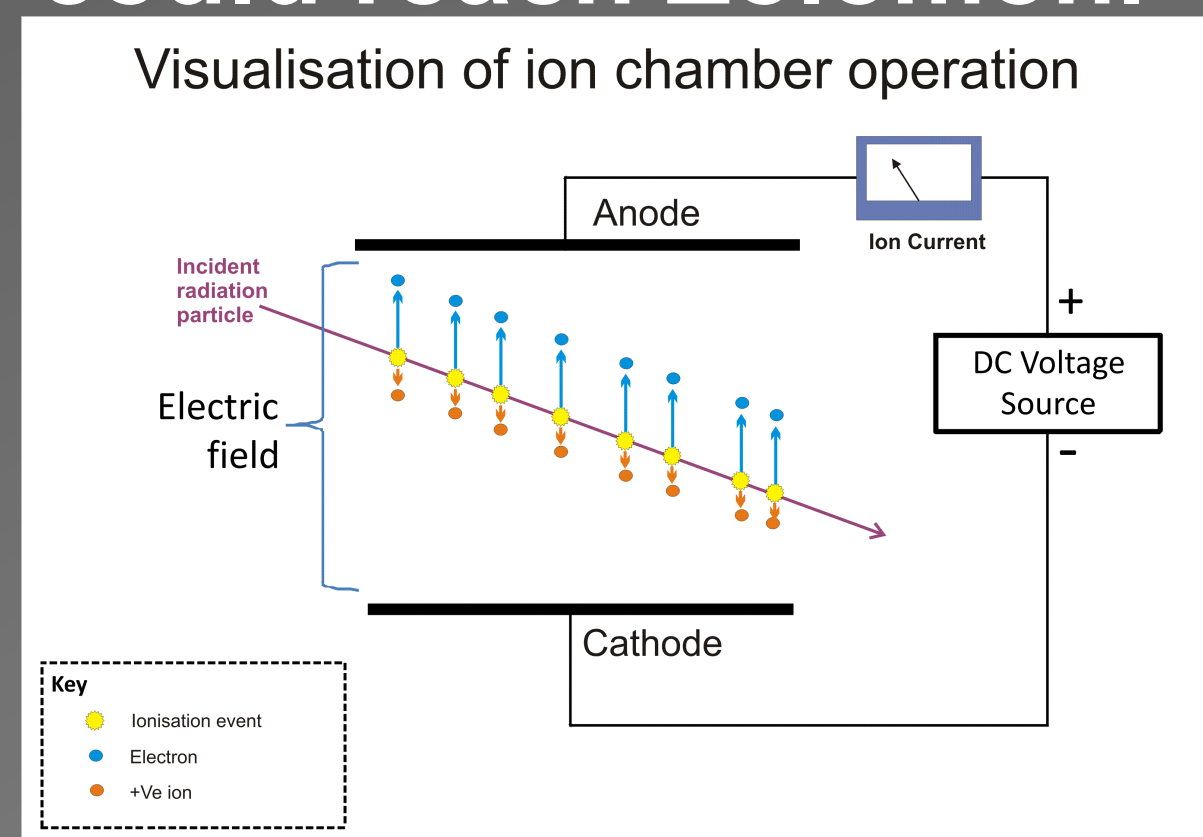 Visualisation of ion chamber operation
Anode
Ion Current
Incident
radiation
particle
+
DC Voltage
Source
-
Electric
field
Cathode
Key
Ionisation event
Electron
+Ve ion